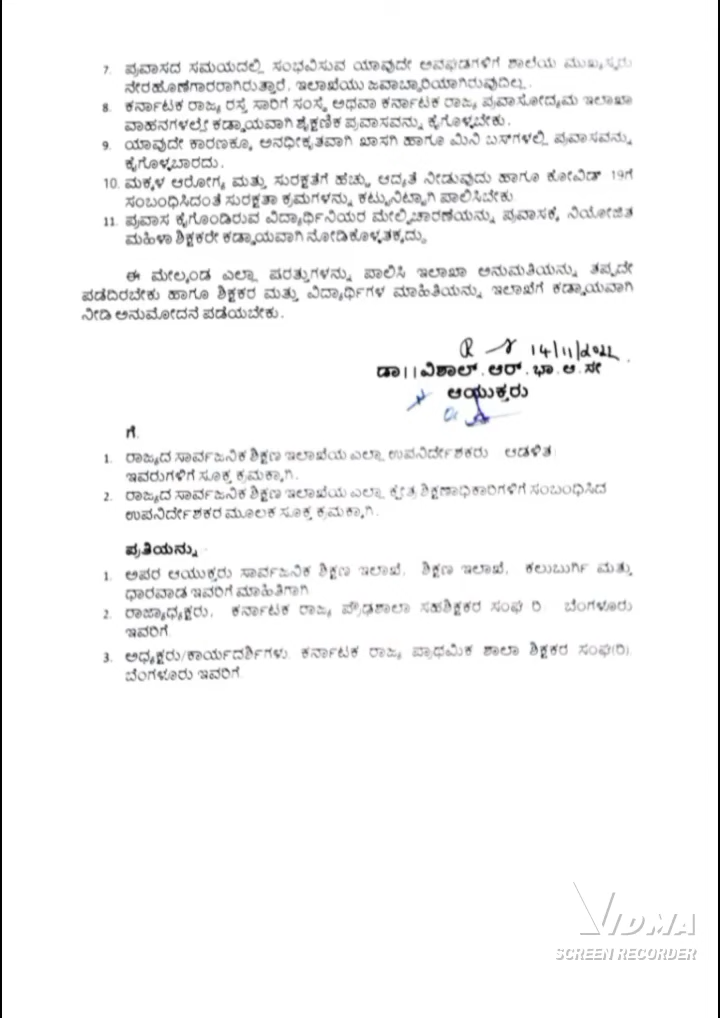 7. ಪ್ರವಾಸದ ಸಮಯದಲ್ಲಿ ಸಂಭವಿಸುವ ಯಾವುದೇ ಅವಘಡಗಳಿಗೆ ಶಾಲೆಯ ಮುಖ್ಯಸ್ಥರು
ನೇರಹೊಣೆಗಾರರಾಗಿರುತ್ತಾರೆ, ಇಲಾಖೆಯು ಜವಾಬ್ದಾರಿಯಾಗಿರುವುದಿಲ್ಲ.
8. ಕರ್ನಾಟಕ ರಾಜ್ಯ ರಸ್ತೆ ಸಾರಿಗೆ ಸಂಸ್ಥೆ ಅಥವಾ ಕರ್ನಾಟಕ ರಾಜ್ಯ ಪ್ರವಾಸೋದ್ಯಮ ಇಲಾಖಾ
ವಾಹನಗಳಲ್ಲೇ ಕಡ್ಡಾಯವಾಗಿ ಶೈಕ್ಷಣಿಕ ಪ್ರವಾಸವನ್ನು ಕೈಗೊಳ್ಳಬೇಕು.
9. ಯಾವುದೇ ಕಾರಣಕ್ಕೂ ಅನಧೀಕೃತವಾಗಿ ಖಾಸಗಿ ಹಾಗೂ ಮಿನಿ ಬಸ್‌ಗಳಲ್ಲಿ ಪ್ರವಾಸವನ್ನು
ಕೈಗೊಳ್ಳಬಾರದು.
10. ಮಕ್ಕಳ ಆರೋಗ್ಯ ಮತ್ತು ಸುರಕ್ಷತೆಗೆ ಹೆಚ್ಚು ಆದ್ಯತೆ ನೀಡುವುದು ಹಾಗೂ ಕೋವಿಡ್ 19ಗೆ
ಸಂಬಂಧಿಸಿದಂತೆ ಸುರಕ್ಷತಾ ಕ್ರಮಗಳನ್ನು ಕಟ್ಟುನಿಟ್ಟಾಗಿ ಪಾಲಿಸಿಬೇಕು
11. ಪ್ರವಾಸ ಕೈಗೊಂಡಿರುವ ವಿದ್ಯಾರ್ಥಿನಿಯರ ಮೇಲ್ವಿಚಾರಣೆಯನ್ನು ಪ್ರವಾಸಕ್ಕೆ ನಿಯೋಜಿತ
ಮಹಿಳಾ ಶಿಕ್ಷಕರೇ ಕಡ್ಡಾಯವಾಗಿ ನೋಡಿಕೊಳ್ಳತಕ್ಕದ್ದು
ಈ ಮೇಲ್ಕಂಡ ಎಲ್ಲಾ ಷರತ್ತುಗಳನ್ನು ಪಾಲಿಸಿ ಇಲಾಖಾ ಅನುಮತಿಯನ್ನು ತಪ್ಪದೇ
ಪಡೆದಿರಬೇಕು ಹಾಗೂ ಶಿಕ್ಷಕರ ಮತ್ತು ವಿದ್ಯಾರ್ಥಿಗಳ ಮಾಹಿತಿಯನ್ನು ಇಲಾಖೆಗೆ ಕಡ್ಡಾಯವಾಗಿ
ನೀಡಿ ಅನುಮೋದನೆ ಪಡೆಯಬೇಕು.
14/11/2022
ಡಾ||ವಿಶಾಲ್.ಆರ್.ಭಾ.ಆ.ಸೇ
ಆಯುಕ್ತರು
ಗೆ.
1. ರಾಜ್ಯದ ಸಾರ್ವಜನಿಕ ಶಿಕ್ಷಣ ಇಲಾಖೆಯ ಎಲ್ಲಾ ಉಪನಿರ್ದೇಶಕರು ಆಡಳಿತ
ಇವರುಗಳಿಗೆ ಸೂಕ್ತ ಕ್ರಮಕ್ಕಾಗಿ.
2. ರಾಜ್ಯದ ಸಾರ್ವಜನಿಕ ಶಿಕ್ಷಣ ಇಲಾಖೆಯ ಎಲ್ಲಾ ಕ್ಷೇತ್ರ ಶಿಕ್ಷಣಾಧಿಕಾರಿಗಳಿಗೆ ಸಂಬಂಧಿಸಿದ
ಉಪನಿರ್ದೇಶಕರ ಮೂಲಕ ಸೂಕ್ತ ಕ್ರಮಕ್ಕಾಗಿ.
ಪ್ರತಿಯನ್ನು
1. ಅಪರ ಆಯುಕ್ತರು ಸಾರ್ವಜನಿಕ ಶಿಕ್ಷಣ ಇಲಾಖೆ, ಶಿಕ್ಷಣ ಇಲಾಖೆ, ಕಲುಬುರ್ಗಿ ಮತ್ತು
ಧಾರವಾಡ ಇವರಿಗೆ ಮಾಹಿತಿಗಾಗಿ
2. ರಾಜ್ಯಾಧ್ಯಕ್ಷರು, ಕರ್ನಾಟಕ ರಾಜ್ಯ ಪ್ರೌಢಶಾಲಾ ಸಹಶಿಕ್ಷಕರ ಸಂಘ ರಿ ಬೆಂಗಳೂರು
ಇವರಿಗೆ
3. ಅಧ್ಯಕ್ಷರು/ಕಾರ್ಯದರ್ಶಿಗಳು ಕರ್ನಾಟಕ ರಾಜ್ಯ ಪ್ರಾಥಮಿಕ ಶಾಲಾ ಶಿಕ್ಷಕರ ಸಂಘ(ರಿ)
ಬೆಂಗಳೂರು ಇವರಿಗೆ
VIDMA
SCREEN RECORDER